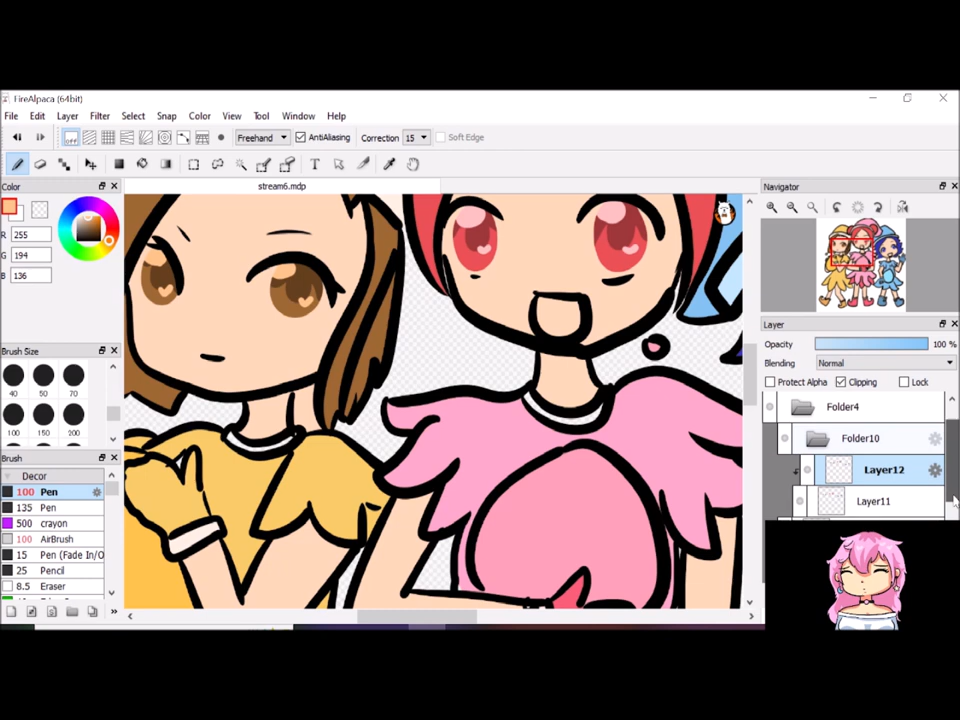 FireAlpaca (64bit)
File Edit Layer Filter Select Snap Color View Tool Window Help
OFF Freehand AntiAliasing Correction 15 Soft Edge
T
Color
stream6.mdp
Navigator
R 255
G 194
B 136
Layer
Opacity 100 %
Brush Size
Blending Normal
Protect Alpha Clipping Lock
40 50 70
Folder4
100 150 200
Folder10
Brush
Decor
Layer12
100 Pen
135 Pen
Layer11
500 crayon
100 AirBrush
15 Pen (Fade In/O
25 Pencil
8.5 Eraser